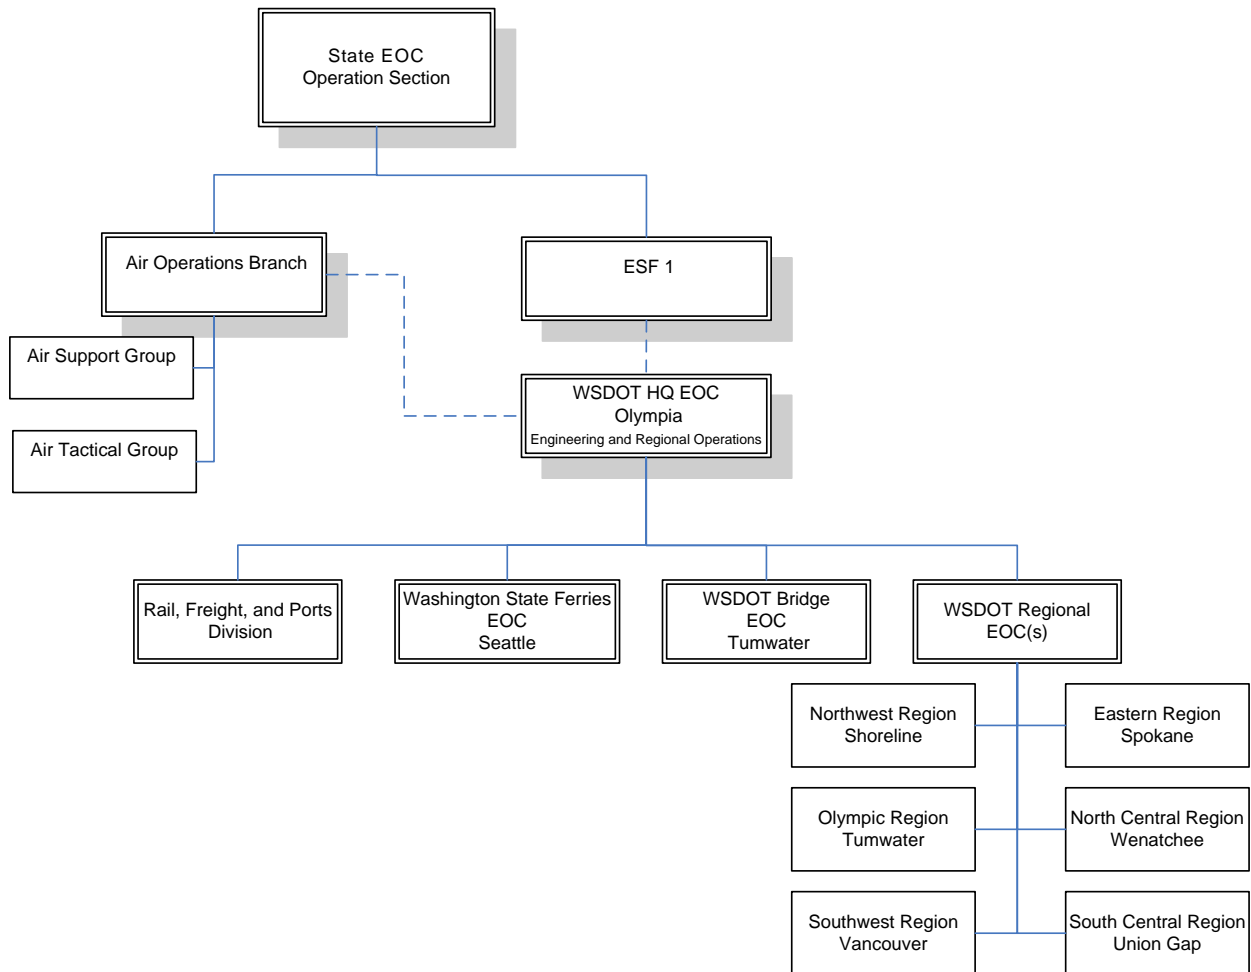 State EOC
Operation Section
Air Operations Branch
ESF 1
Air Support Group
WSDOT HQ EOC
Olympia
Engineering and Regional Operations
Air Tactical Group
Rail, Freight, and Ports
Division
Washington State Ferries
EOC
Seattle
WSDOT Bridge
EOC
Tumwater
WSDOT Regional
EOC(s)
Northwest Region
Shoreline
Eastern Region
Spokane
Olympic Region
Tumwater
North Central Region
Wenatchee
Southwest Region
Vancouver
South Central Region
Union Gap